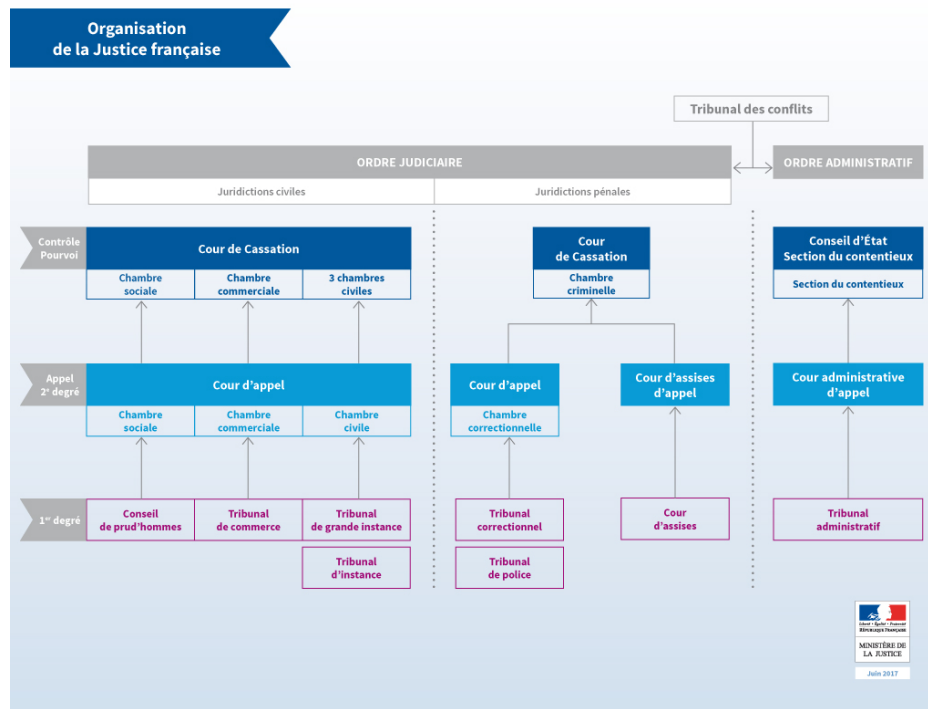 Organisation
de la Justice française
Tribunal des conflits
ORDRE JUDICIAIRE
ORDRE ADMINISTRATIF
Juridictions civiles
Juridictions pénales
Contrôle
Pourvoi
Cour de Cassation
Chambre
sociale
Chambre
commerciale
3 chambres
civiles
Cour
de Cassation
Chambre
criminelle
Conseil d'État
Section du contentieux
Section du contentieux
Appel
2e degré
Cour d'appel
Chambre
sociale
Chambre
commerciale
Chambre
civile
Cour d'appel
Chambre
correctionnelle
Cour d'assises
d'appel
Cour administrative
d'appel
1er degré
Conseil
de prud'hommes
Tribunal
de commerce
Tribunal
de grande instance
Tribunal
d'instance
Tribunal
correctionnel
Tribunal
de police
Cour
d'assises
Tribunal
administratif
Liberté • Égalité • Fraternité
RÉPUBLIQUE FRANÇAISE
MINISTÈRE DE
LA JUSTICE
Juin 2017